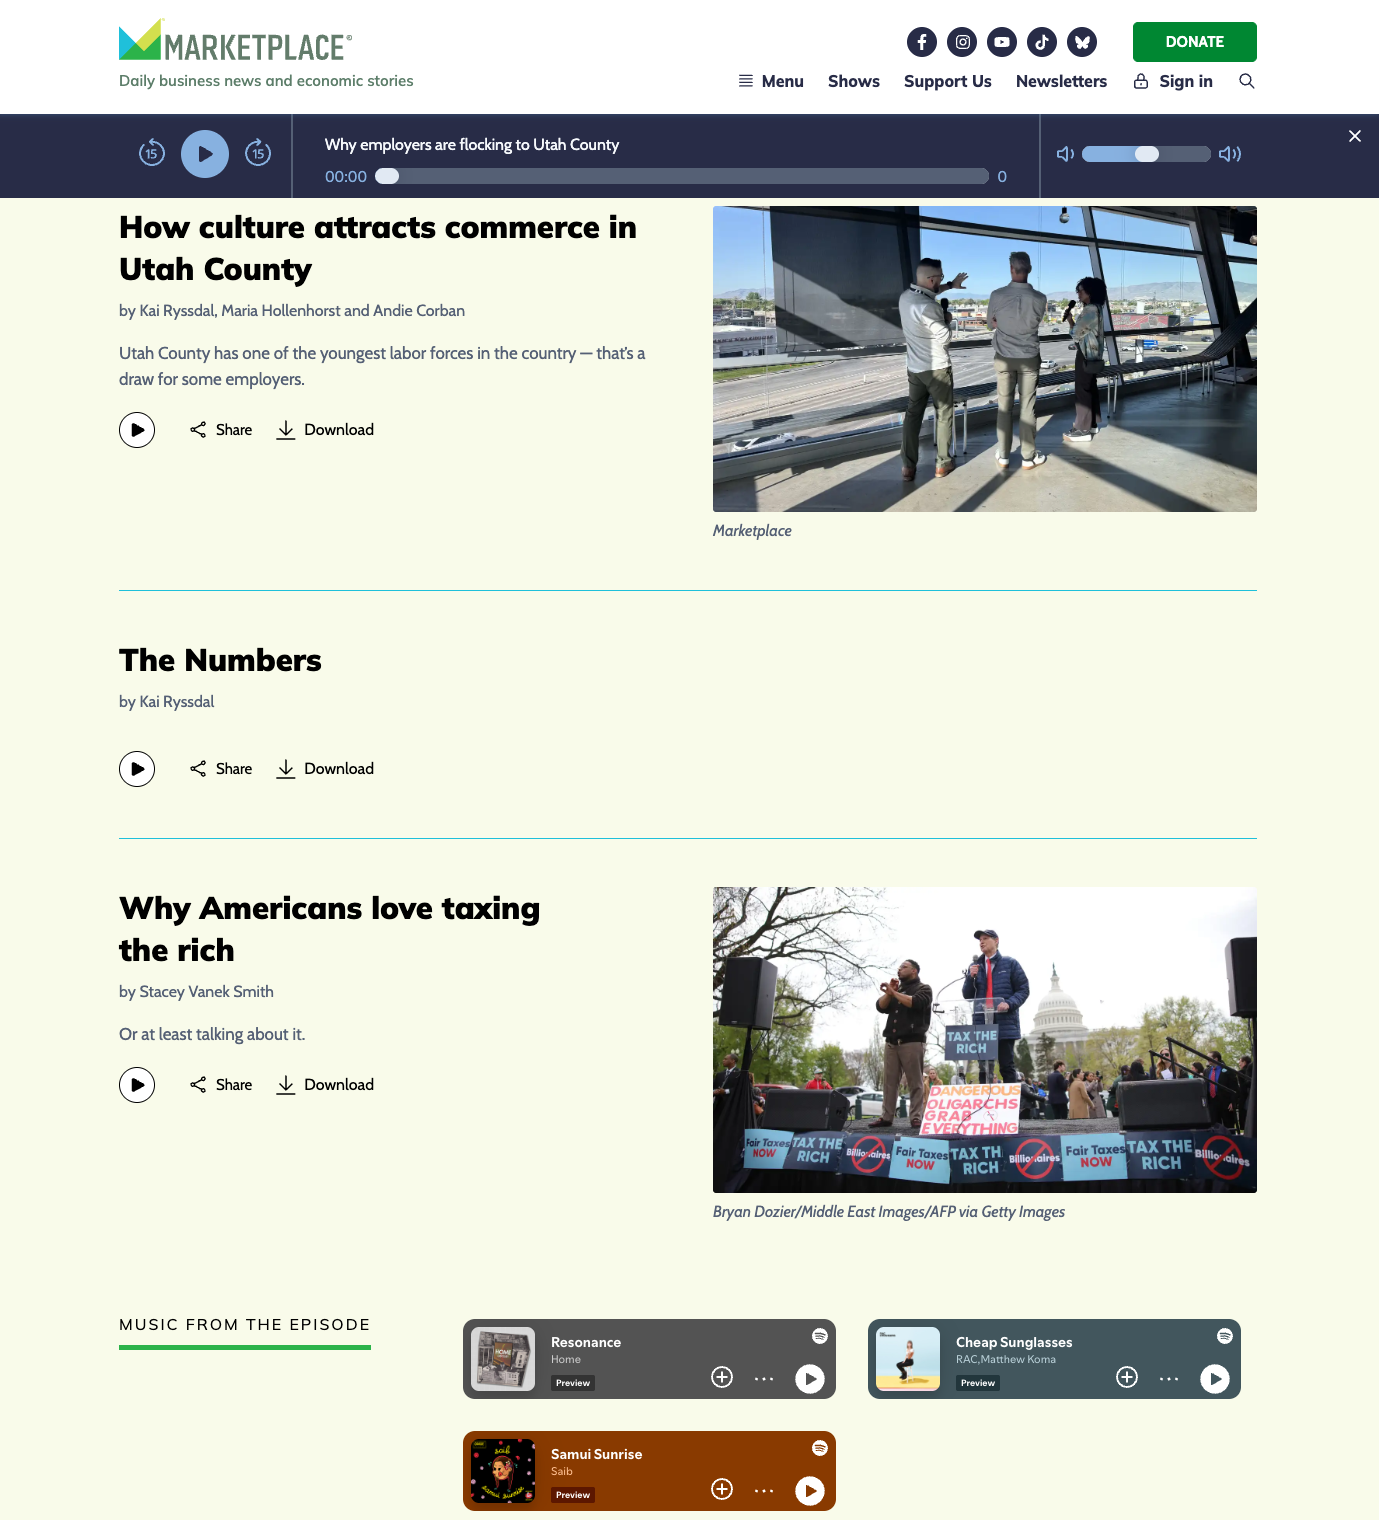 MARKETPLACE®
Daily business news and economic stories
DONATE
Menu Shows Support Us Newsletters Sign in
15 15
Why employers are flocking to Utah County
00:00 0
How culture attracts commerce in
Utah County
by Kai Ryssdal, Maria Hollenhorst and Andie Corban
Utah County has one of the youngest labor forces in the country — that's a
draw for some employers.
Share Download
Marketplace
The Numbers
by Kai Ryssdal
Share Download
Why Americans love taxing
the rich
by Stacey Vanek Smith
Or at least talking about it.
Share Download
TAX THE
RICH
DANGEROUS
OLIGARCHS
GRAB
EVERYTHING
Fair Taxes
NOW
TAX THE
RICH
Billionaires
Fair Taxes
NOW
TAX TH
RICH
Billionaires
Fair Taxes
NOW
TAX THE
RICH
Billionaires
Bryan Dozier/Middle East Images/AFP via Getty Images
MUSIC FROM THE EPISODE
HOME
Resonance
Home
Preview
Cheap Sunglasses
RAC,Matthew Koma
Preview
saib
samui sunrise
Samui Sunrise
Saib
Preview